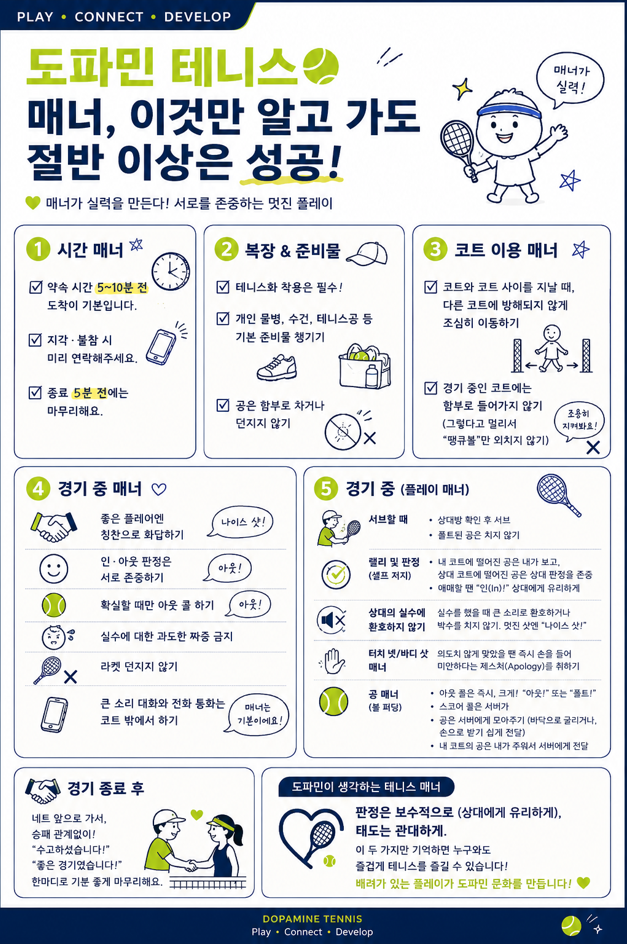 PLAY • CONNECT • DEVELOP
도파민 테니스
매너, 이것만 알고 가도
절반 이상은 성공!
매너가 실력을 만든다! 서로를 존중하는 멋진 플레이
매너가
실력!
1 시간 매너
약속 시간 5~10분 전
도착이 기본입니다.
지각 · 불참 시
미리 연락해주세요.
종료 5분 전에는
마무리해요.
2 복장 & 준비물
테니스화 착용은 필수!
개인 물병, 수건, 테니스공 등
기본 준비물 챙기기
공은 함부로 차거나
던지지 않기
3 코트 이용 매너
코트와 코트 사이를 지날 때,
다른 코트에 방해되지 않게
조심히 이동하기
경기 중인 코트에는
함부로 들어가지 않기
(그렇다고 멀리서
“땡큐볼”만 외치지 않기)
조용히
지켜봐요!
4 경기 중 매너
좋은 플레이엔
칭찬으로 화답하기
나이스 샷!
인 · 아웃 판정은
서로 존중하기
아웃!
확실할 때만 아웃 콜 하기
아웃!
실수에 대한 과도한 짜증 금지
라켓 던지지 않기
큰 소리 대화와 전화 통화는
코트 밖에서 하기
매너는
기본이에요!
5 경기 중 (플레이 매너)
서브할 때
• 상대방 확인 후 서브
• 폴트된 공은 치지 않기
랠리 및 판정
(셀프 저지)
• 내 코트에 떨어진 공은 내가 보고,
상대 코트에 떨어진 공은 상대 판정을 존중
• 애매할 땐 “인(In)!” 상대에게 유리하게
상대의 실수에
환호하지 않기
실수를 했을 때 큰 소리로 환호하거나
박수를 치지 않기. 멋진 샷엔 “나이스 샷!”
터치 넷/바디 샷
매너
의도치 않게 맞았을 땐 즉시 손을 들어
미안하다는 제스쳐(Apology)를 취하기
공 매너
(볼 퍼딩)
• 아웃 콜은 즉시, 크게! “아웃!” 또는 “폴트!”
• 스코어 콜은 서버가
• 공은 서버에게 모아주기 (바닥으로 굴리거나,
손으로 받기 쉽게 전달)
• 내 코트의 공은 내가 주워서 서버에게 전달
경기 종료 후
네트 앞으로 가서,
승패 관계없이!
“수고하셨습니다!”
“좋은 경기였습니다!”
한마디로 기분 좋게 마무리해요.
도파민이 생각하는 테니스 매너
판정은 보수적으로 (상대에게 유리하게),
태도는 관대하게.
이 두 가지만 기억하면 누구와도
즐겁게 테니스를 즐길 수 있습니다!
배려가 있는 플레이가 도파민 문화를 만듭니다!
DOPAMINE TENNIS
Play • Connect • Develop